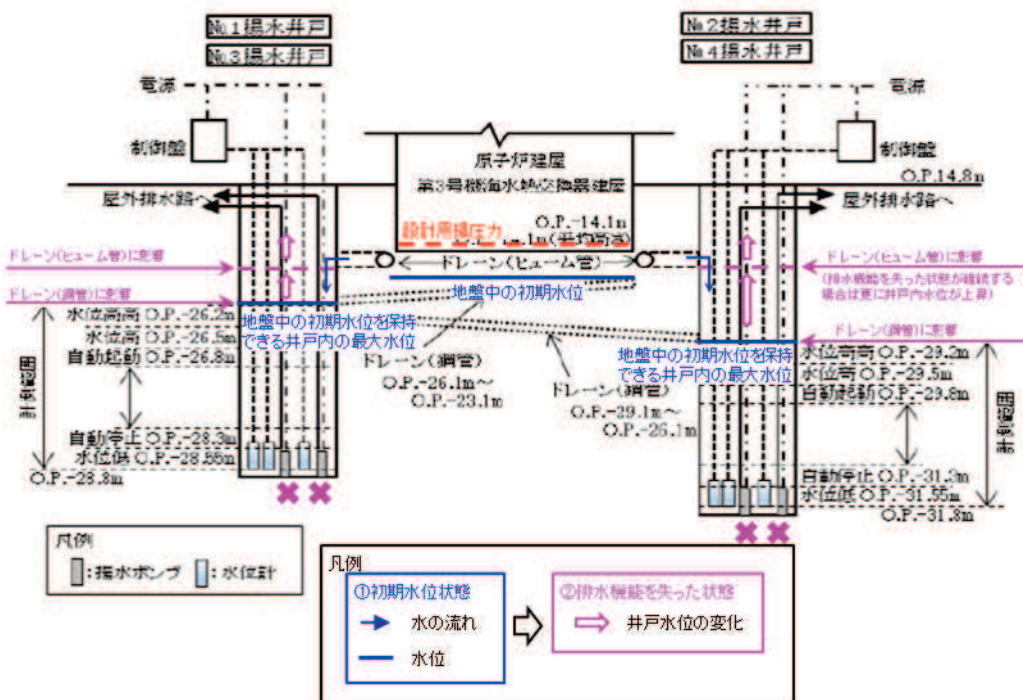 No.1揚水井戸
No.3揚水井戸
No.2揚水井戸
No.4揚水井戸
電源
電源
制御盤
制御盤
原子炉建屋
第3号機海水熱交換器建屋
O.P.14.8m
屋外排水路へ
屋外排水路へ
O.P.-14.1m
設計用揚圧力
(平均高さ)
ドレーン(ヒューム管)
ドレーン(ヒューム管)に影響
ドレーン(鋼管)に影響
ドレーン(ヒューム管)に影響
(排水機能を失った状態が継続する
場合は更に井戸内水位が上昇)
ドレーン(鋼管)に影響
地盤中の初期水位
地盤中の初期水位を保持
できる井戸内の最大水位
地盤中の初期水位を保持
できる井戸内の最大水位
水位高高 O.P.-26.2m
水位高 O.P.-26.5m
自動起動 O.P.-26.8m
計測範囲
自動停止 O.P.-28.3m
水位低 O.P.-28.55m
O.P.-28.8m
ドレーン(鋼管)
O.P.-26.1m~
O.P.-23.1m
ドレーン(鋼管)
O.P.-29.1m~
O.P.-26.1m
水位高高 O.P.-29.2m
水位高 O.P.-29.5m
自動起動 O.P.-29.8m
計測範囲
自動停止 O.P.-31.3m
水位低 O.P.-31.55m
O.P.-31.8m
凡例
:揚水ポンプ :水位計
凡例
①初期水位状態
水の流れ
水位
②排水機能を失った状態
井戸水位の変化